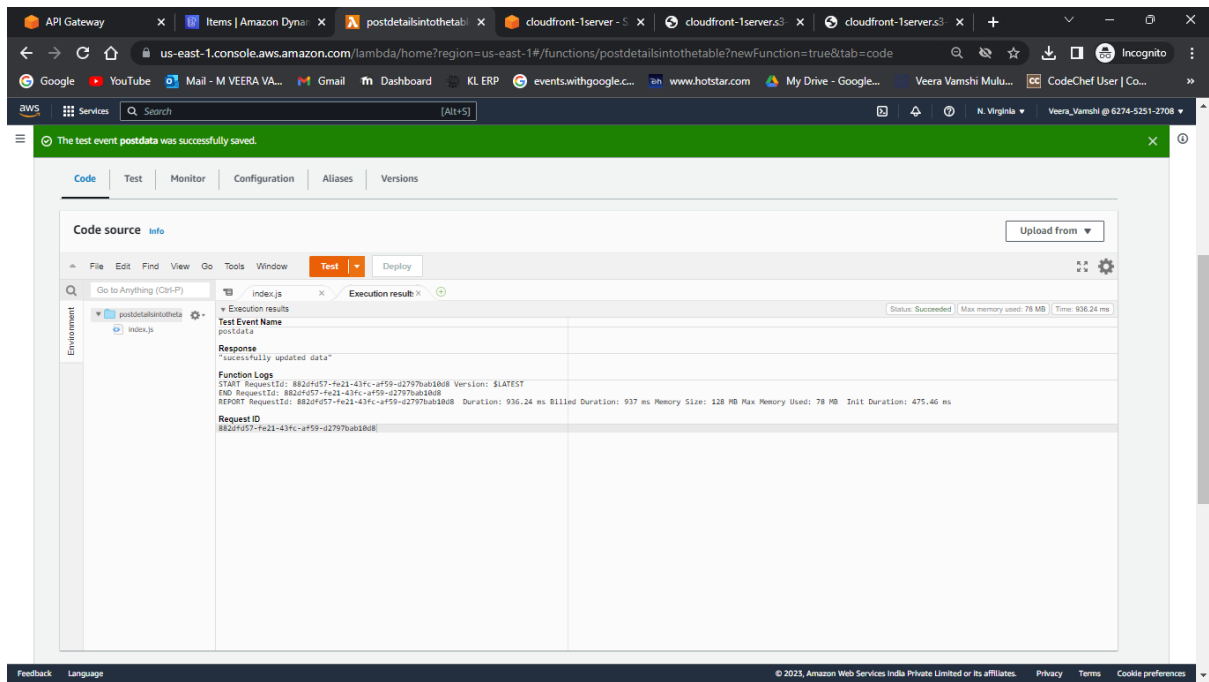 API Gateway
Items | Amazon Dynar
postdetailsintothetabl
cloudfront-1server - S
cloudfront-1server.s3-
cloudfront-1server.s3-
us-east-1.console.aws.amazon.com/lambda/home?region=us-east-1#/functions/postdetailsintothetable?newFunction=true&tab=code
Incognito
Google YouTube Mail - M VEERA VA... Gmail Dashboard KL ERP events.withgoogle.c... www.hotstar.com My Drive - Google... Veera Vamshi Mulu... CodeChef User | Co... »
aws Services Search [Alt+S] N. Virginia Veera_Vamshi @ 6274-5251-2708
The test event postdata was successfully saved.
Code Test Monitor Configuration Aliases Versions
Code source Info Upload from
File Edit Find View Go Tools Window Test Deploy
Go to Anything (Ctrl-P) index.js Execution results
Environment
postdetailsintotheta
index.js
Execution results Status: Succeeded Max memory used: 78 MB Time: 936.24 ms
Test Event Name
postdata
Response
"sucessfully updated data"
Function Logs
START RequestId: 882dfd57-fe21-43fc-af59-d2797bab10d8 Version: $LATEST
END RequestId: 882dfd57-fe21-43fc-af59-d2797bab10d8
REPORT RequestId: 882dfd57-fe21-43fc-af59-d2797bab10d8 Duration: 936.24 ms Billed Duration: 937 ms Memory Size: 128 MB Max Memory Used: 78 MB Init Duration: 475.46 ms
Request ID
882dfd57-fe21-43fc-af59-d2797bab10d8
Feedback Language © 2023, Amazon Web Services India Private Limited or its affiliates. Privacy Terms Cookie preferences